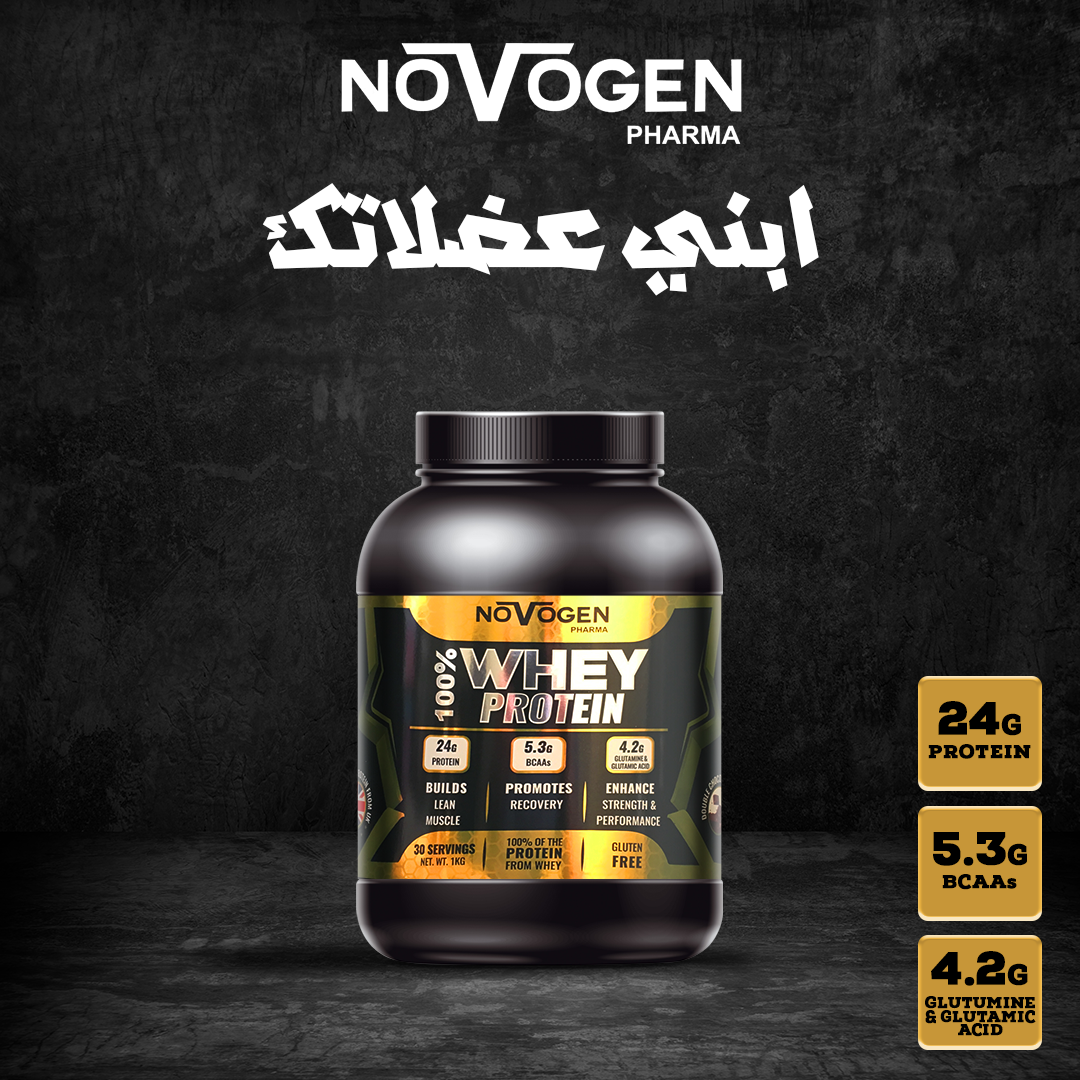 NOVOGEN
PHARMA
ابني عضلاتك
NOVOGEN
PHARMA
100% WHEY
PROTEIN
24G
PROTEIN
5.3G
BCAAs
4.2G
GLUTAMINE &
GLUTAMIC ACID
BUILDS
LEAN
MUSCLE
PROMOTES
RECOVERY
ENHANCE
STRENGTH &
PERFORMANCE
30 SERVINGS
NET. WT. 1KG
100% OF THE
PROTEIN
FROM WHEY
GLUTEN
FREE
24G
PROTEIN
5.3G
BCAAs
4.2G
GLUTUMINE
& GLUTAMIC
ACID